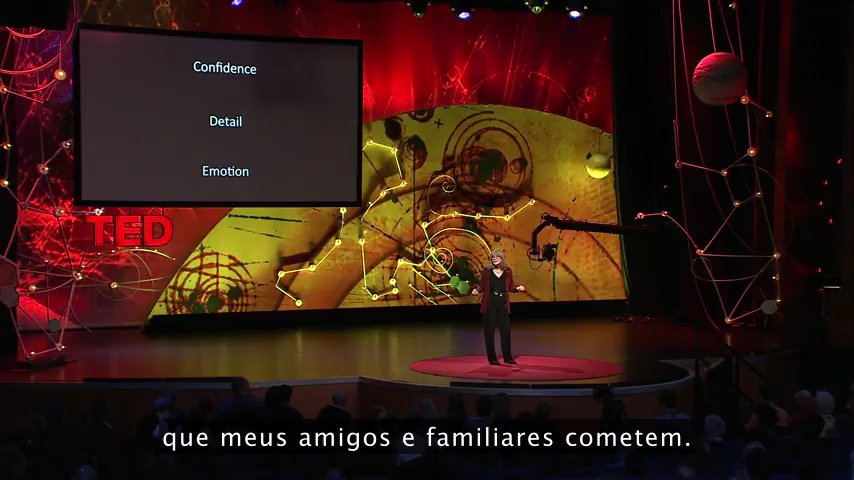 Confidence
Detail
Emotion
TED
que meus amigos e familiares cometem.